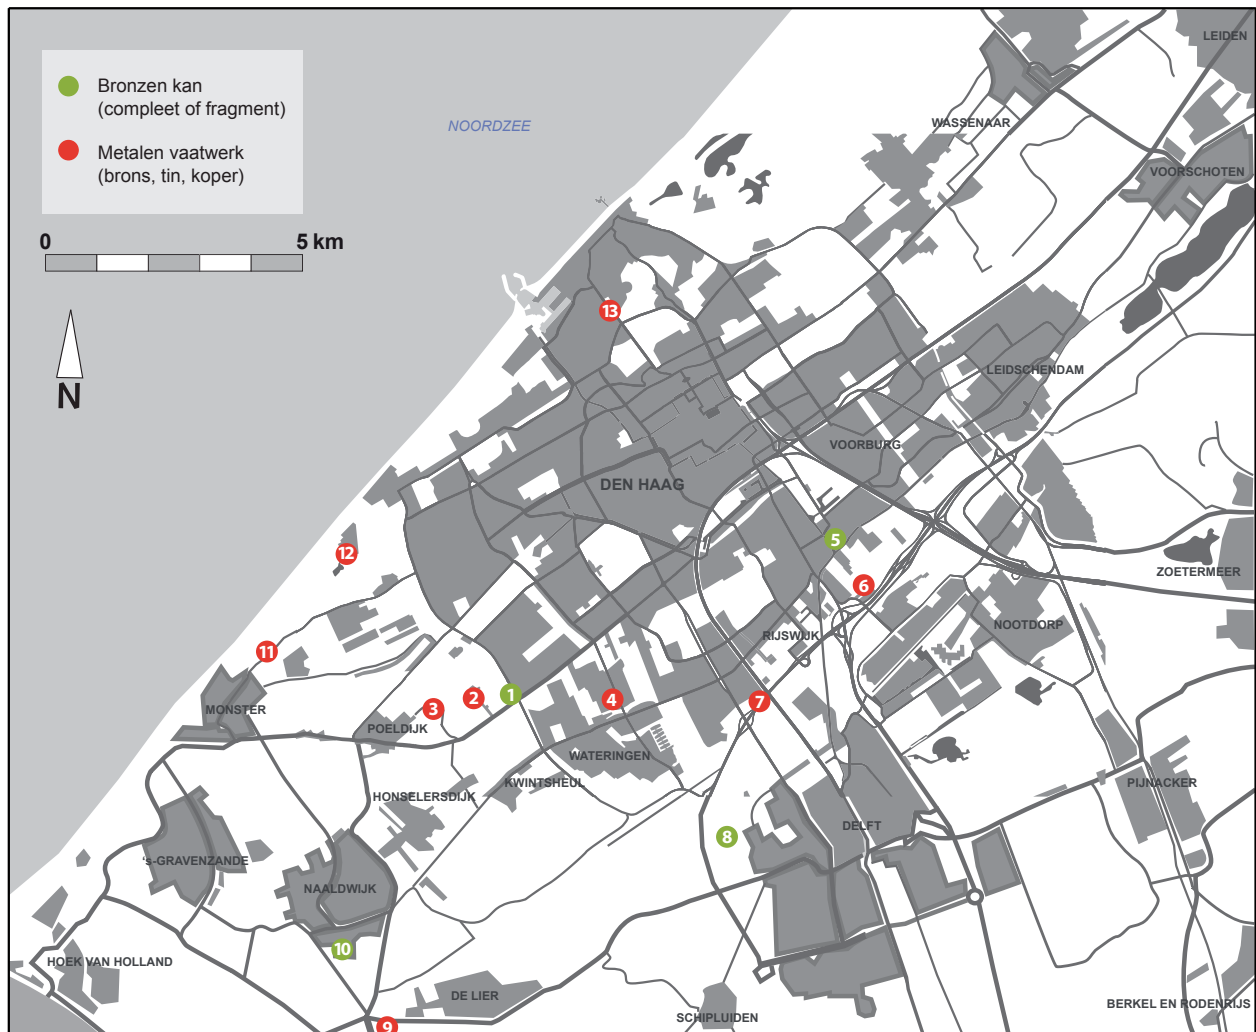 LEIDEN
Bronzen kan
(compleet of fragment)
NOORDZEE
WASSENAAR
Metalen vaatwerk
(brons, tin, koper)
VOORSCHOTEN
0 5 km
13
N
LEIDSCHENDAM
VOORBURG
DEN HAAG
5
12
ZOETERMEER
6
NOOTDORP
RIJSWIJK
11
1
2
4
7
3
MONSTER
POELDIJK
WATERINGEN
KWINTSHEUL
PIJNACKER
HONSELERSDIJK
DELFT
8
's-GRAVENZANDE
NAALDWIJK
10
HOEK VAN HOLLAND
DE LIER
BERKEL EN RODENRIJS
SCHIPLUIDEN
9